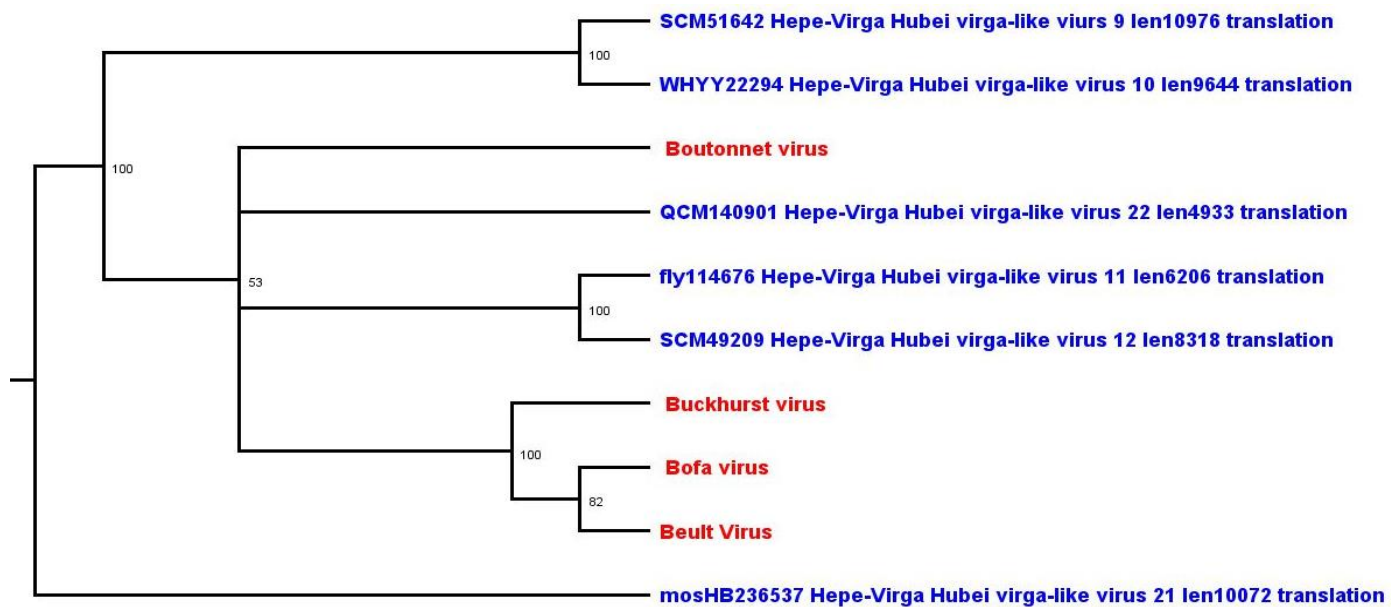 SCM51642 Hepe-Virga Hubei virga-like viurs 9 len10976 translation
100
WHYY22294 Hepe-Virga Hubei virga-like virus 10 len9644 translation
Boutonnet virus
100
QCM140901 Hepe-Virga Hubei virga-like virus 22 len4933 translation
fly114676 Hepe-Virga Hubei virga-like virus 11 len6206 translation
53
100
SCM49209 Hepe-Virga Hubei virga-like virus 12 len8318 translation
Buckhurst virus
100
Bofa virus
82
Beult Virus
mosHB236537 Hepe-Virga Hubei virga-like virus 21 len10072 translation